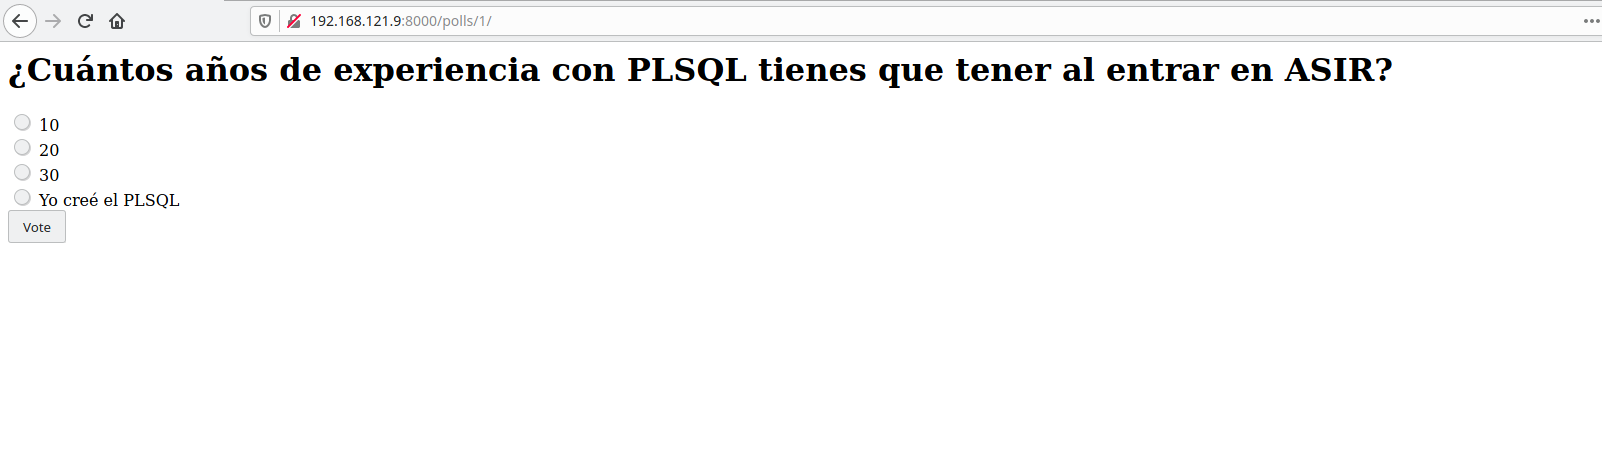 192.168.121.9:8000/polls/1/
¿Cuántos años de experiencia con PLSQL tienes que tener al entrar en ASIR?
10
20
30
Yo creé el PLSQL
Vote